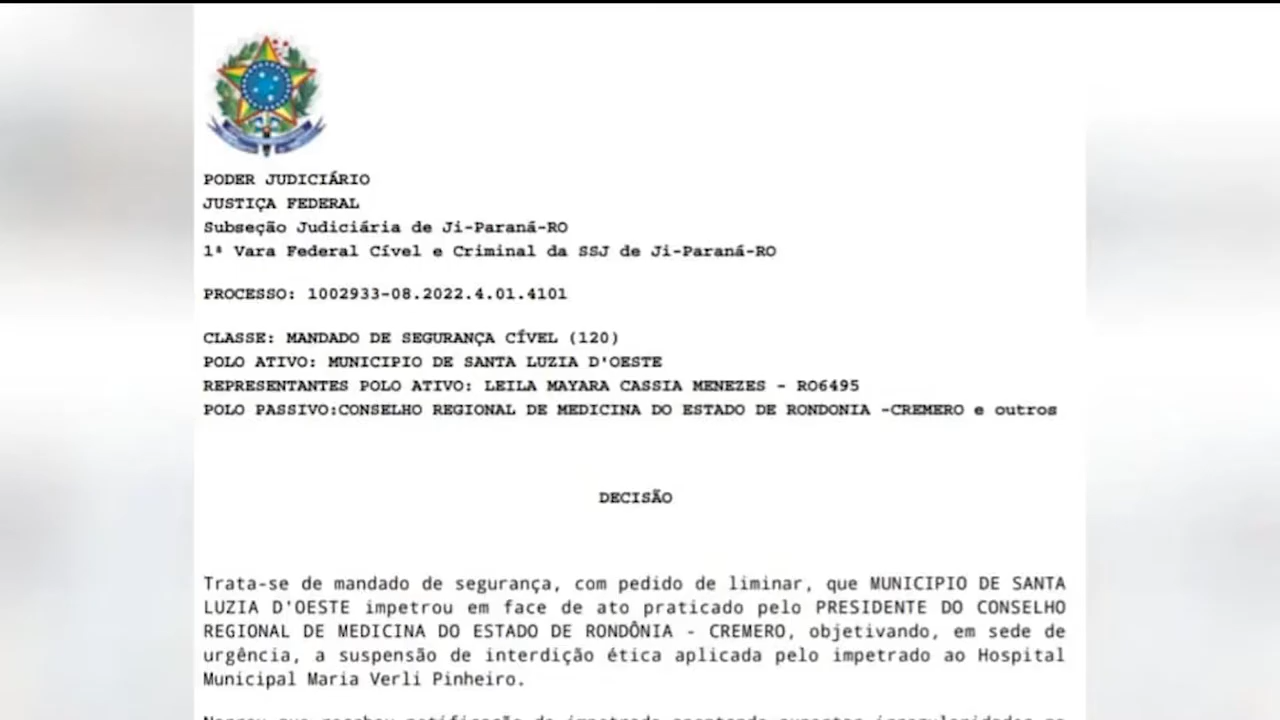 PODER JUDICIÁRIO
JUSTIÇA FEDERAL
Subseção Judiciária de Ji-Paraná-RO
1ª Vara Federal Cível e Criminal da SSJ de Ji-Paraná-RO
PROCESSO: 1002933-08.2022.4.01.4101
CLASSE: MANDADO DE SEGURANÇA CÍVEL (120)
POLO ATIVO: MUNICIPIO DE SANTA LUZIA D'OESTE
REPRESENTANTES POLO ATIVO: LEILA MAYARA CASSIA MENEZES - RO6495
POLO PASSIVO:CONSELHO REGIONAL DE MEDICINA DO ESTADO DE RONDONIA -CREMERO e outros
DECISÃO
Trata-se de mandado de segurança, com pedido de liminar, que MUNICIPIO DE SANTA
LUZIA D'OESTE impetrou em face de ato praticado pelo PRESIDENTE DO CONSELHO
REGIONAL DE MEDICINA DO ESTADO DE RONDÔNIA - CREMERO, objetivando, em sede de
urgência, a suspensão de interdição ética aplicada pelo impetrado ao Hospital
Municipal Maria Verli Pinheiro.